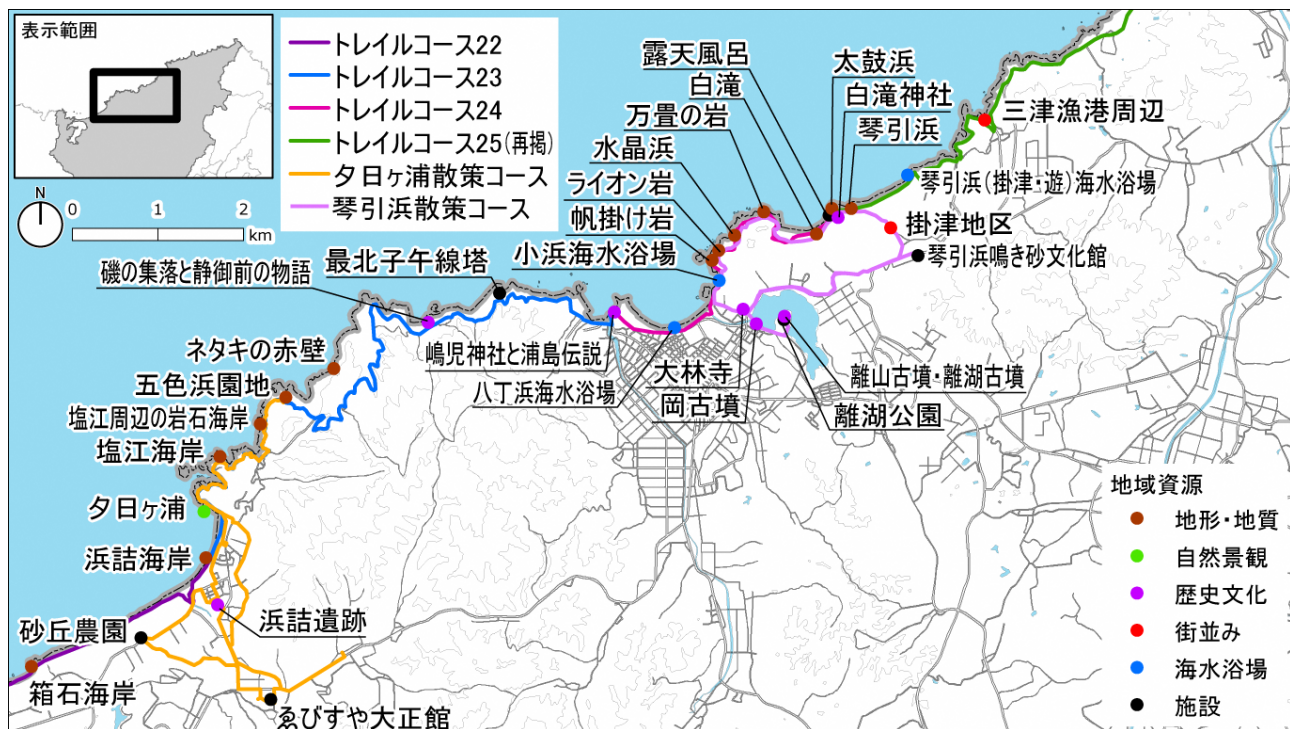 表示範囲
N
0 1 2
km
トレイルコース22
トレイルコース23
トレイルコース24
トレイルコース25(再掲)
夕日ヶ浦散策コース
琴引浜散策コース
露天風呂
白滝
万畳の岩
水晶浜
ライオン岩
帆掛け岩
小浜海水浴場
太鼓浜
白滝神社
琴引浜
三津漁港周辺
琴引浜(掛津・遊)海水浴場
掛津地区
琴引浜鳴き砂文化館
最北子午線塔
磯の集落と静御前の物語
ネタキの赤壁
五色浜園地
塩江周辺の岩石海岸
塩江海岸
夕日ヶ浦
浜詰海岸
砂丘農園
箱石海岸
浜詰遺跡
ゑびすや大正館
嶋児神社と浦島伝説
八丁浜海水浴場
大林寺
岡古墳
離山古墳・離湖古墳
離湖公園
地域資源
地形・地質
自然景観
歴史文化
街並み
海水浴場
施設